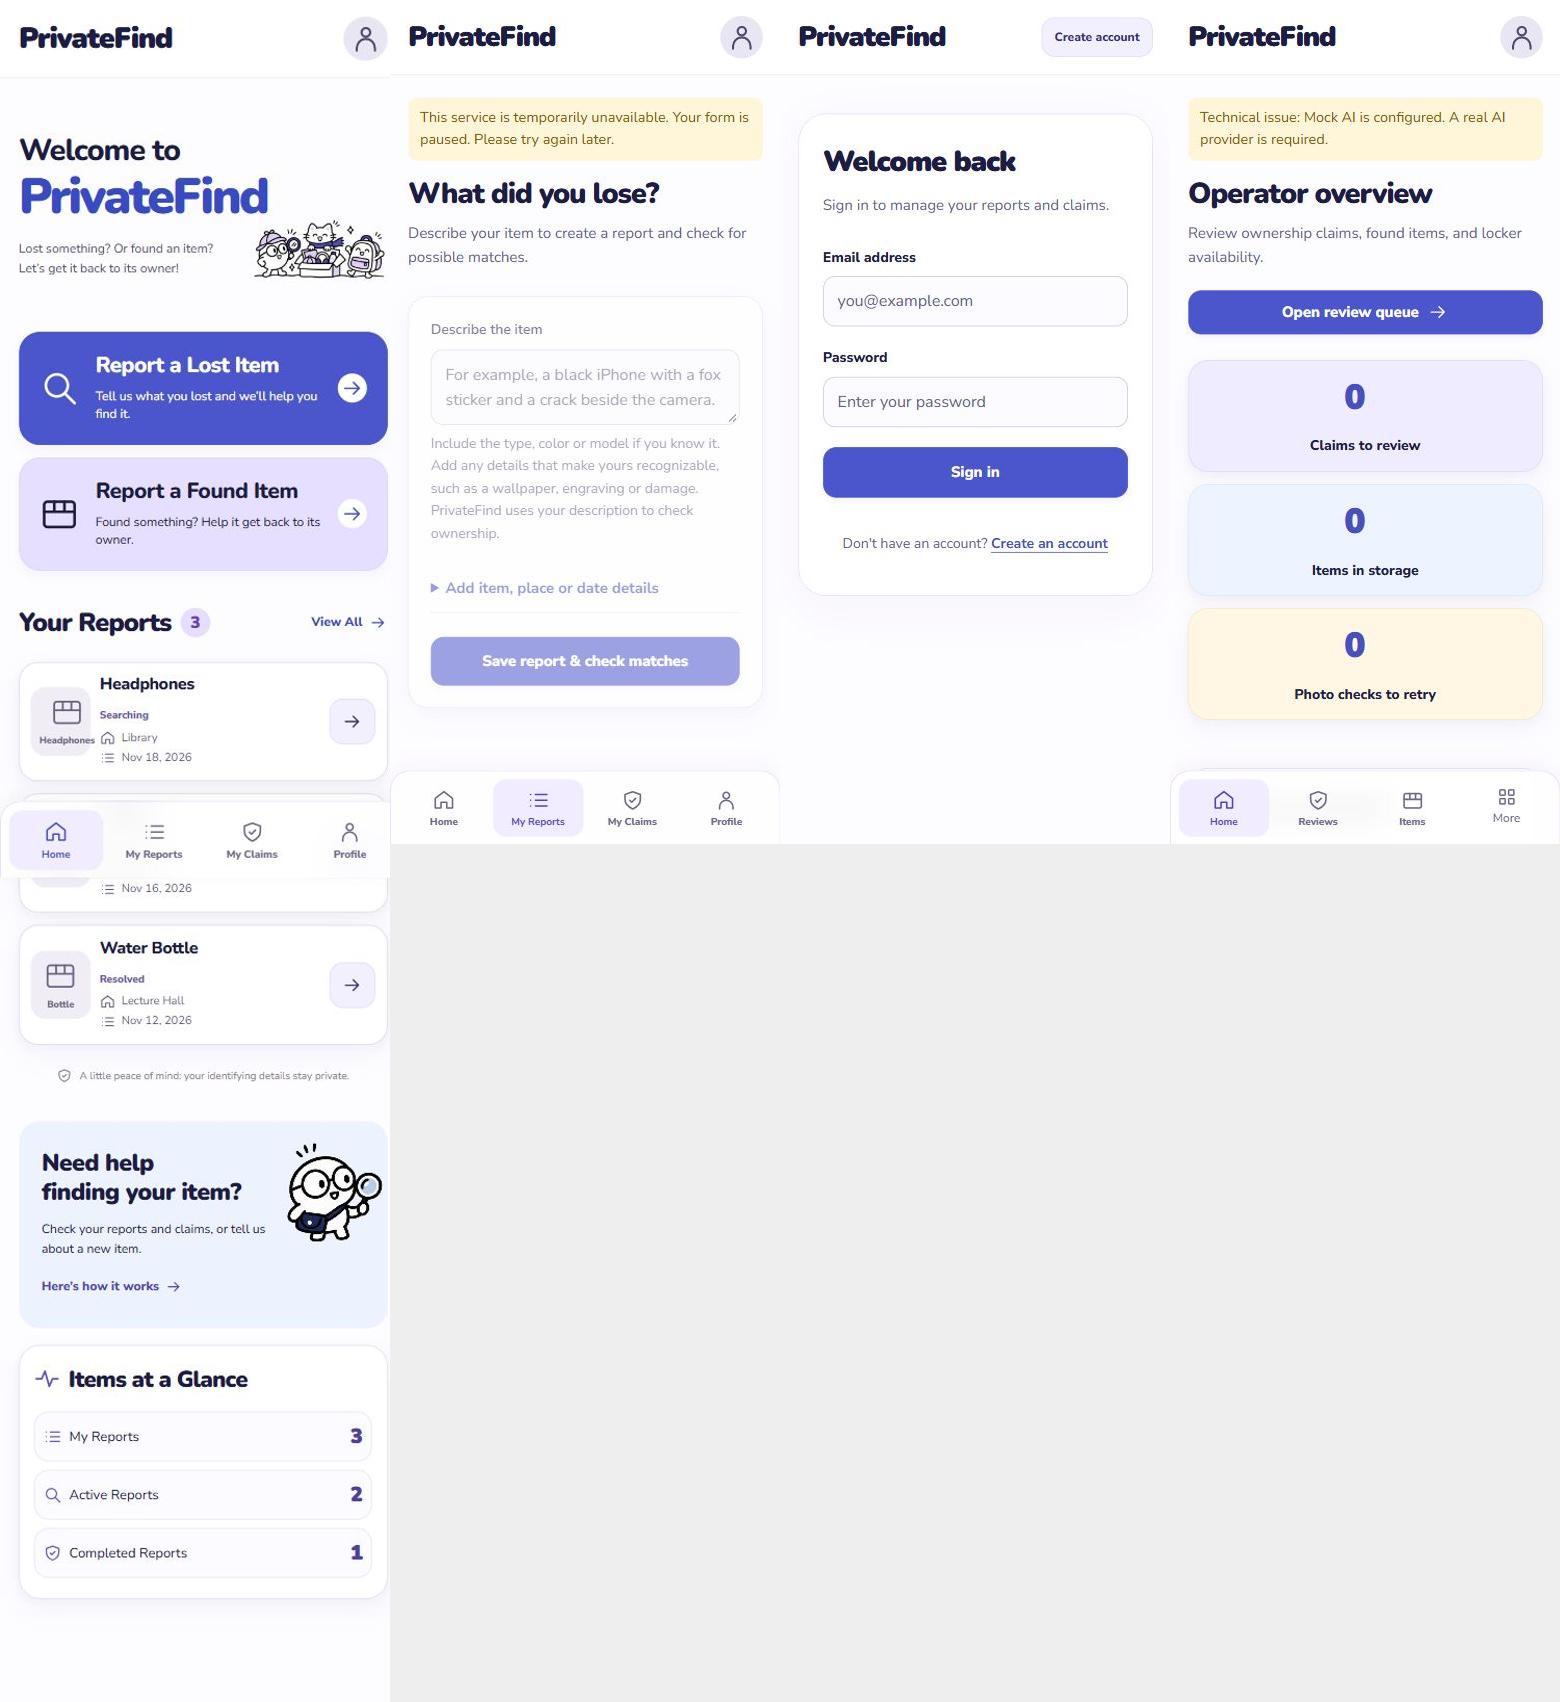 PrivateFind
Welcome to
PrivateFind
Lost something? Or found an item?
Let's get it back to its owner!
Report a Lost Item
Tell us what you lost and we'll help you
find it.
Report a Found Item
Found something? Help it get back to its
owner.
Your Reports 3
View All
Headphones
Searching
Headphones
Library
Nov 18, 2026
Home
My Reports
My Claims
Profile
Nov 16, 2026
Water Bottle
Resolved
Bottle
Lecture Hall
Nov 12, 2026
A little peace of mind: your identifying details stay private.
Need help
finding your item?
Check your reports and claims, or tell us
about a new item.
Here's how it works
Items at a Glance
My Reports 3
Active Reports 2
Completed Reports 1
PrivateFind
This service is temporarily unavailable. Your form is
paused. Please try again later.
What did you lose?
Describe your item to create a report and check for
possible matches.
Describe the item
For example, a black iPhone with a fox
sticker and a crack beside the camera.
Include the type, color or model if you know it.
Add any details that make yours recognizable,
such as a wallpaper, engraving or damage.
PrivateFind uses your description to check
ownership.
Add item, place or date details
Save report & check matches
Home
My Reports
My Claims
Profile
PrivateFind
Create account
Welcome back
Sign in to manage your reports and claims.
Email address
you@example.com
Password
Enter your password
Sign in
Don't have an account? Create an account
PrivateFind
Technical issue: Mock AI is configured. A real AI
provider is required.
Operator overview
Review ownership claims, found items, and locker
availability.
Open review queue
0
Claims to review
0
Items in storage
0
Photo checks to retry
Home
Reviews
Items
More